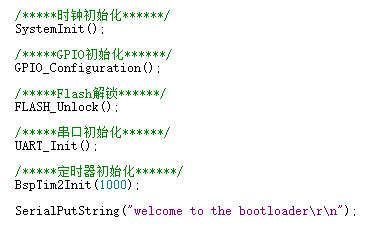 /*****时钟初始化******/
SystemInit();
/*****GPIO初始化******/
GPIO_Configuration();
/*****Flash解锁******/
FLASH_Unlock();
/*****串口初始化******/
UART_Init();
/*****定时器初始化******/
BspTim2Init(1000);
SerialPutString("welcome to the bootloader\r\n");